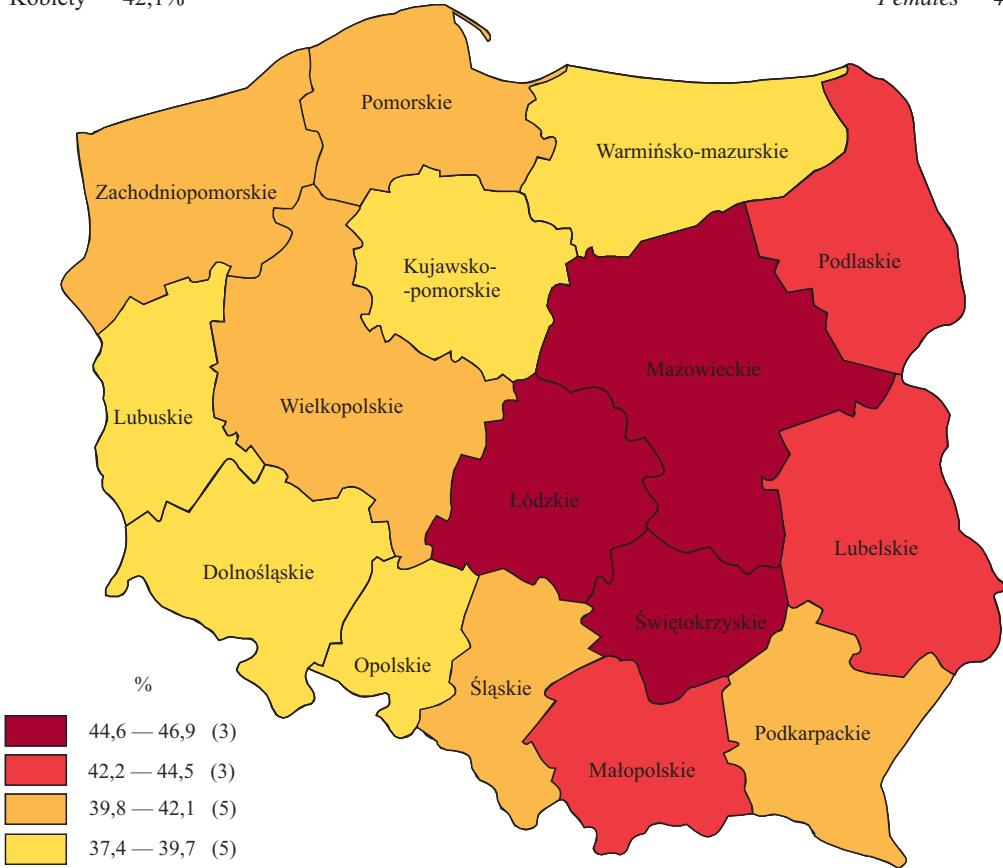 Kobiety — 42,1%
Females — 4
Pomorskie
Warmińsko-mazurskie
Zachodniopomorskie
Podlaskie
Kujawsko-
-pomorskie
Mazowieckie
Wielkopolskie
Lubuskie
Łódzkie
Lubelskie
Dolnośląskie
Świętokrzyskie
Opolskie
Śląskie
Podkarpackie
Małopolskie
%
44,6 — 46,9 (3)
42,2 — 44,5 (3)
39,8 — 42,1 (5)
37,4 — 39,7 (5)